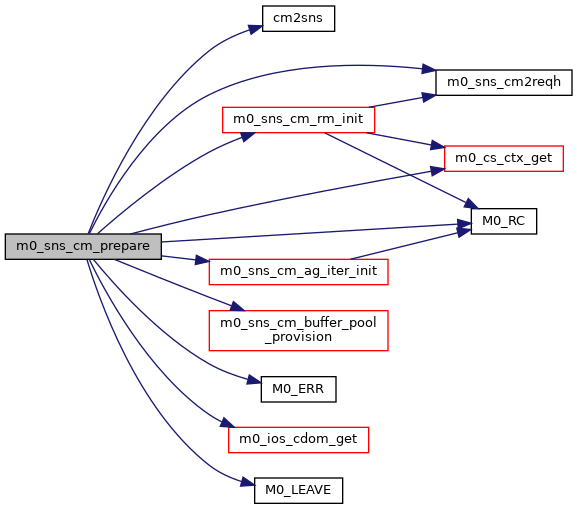 cm2sns
m0_sns_cm2reqh
m0_sns_cm_rm_init
m0_cs_ctx_get
M0_RC
m0_sns_cm_prepare
m0_sns_cm_ag_iter_init
m0_sns_cm_buffer_pool
_provision
M0_ERR
m0_ios_cdom_get
M0_LEAVE